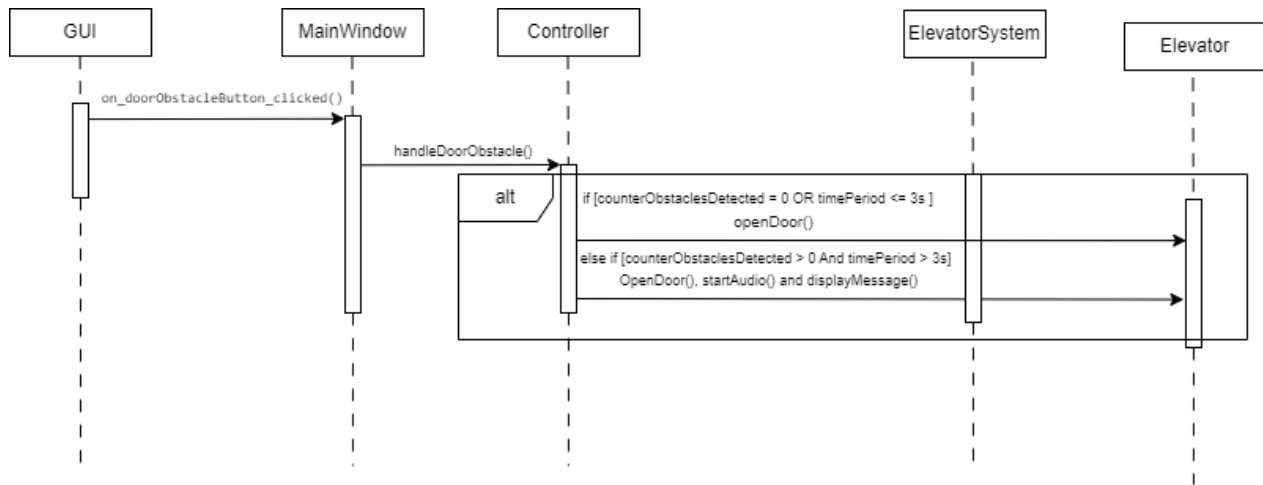 GUI
MainWindow
Controller
ElevatorSystem
Elevator
on_doorObstacleButton_clicked()
handleDoorObstacle()
alt
if [counterObstaclesDetected = 0 OR timePeriod <= 3s ]
openDoor()
else if [counterObstaclesDetected > 0 And timePeriod > 3s]
OpenDoor(), startAudio() and displayMessage()